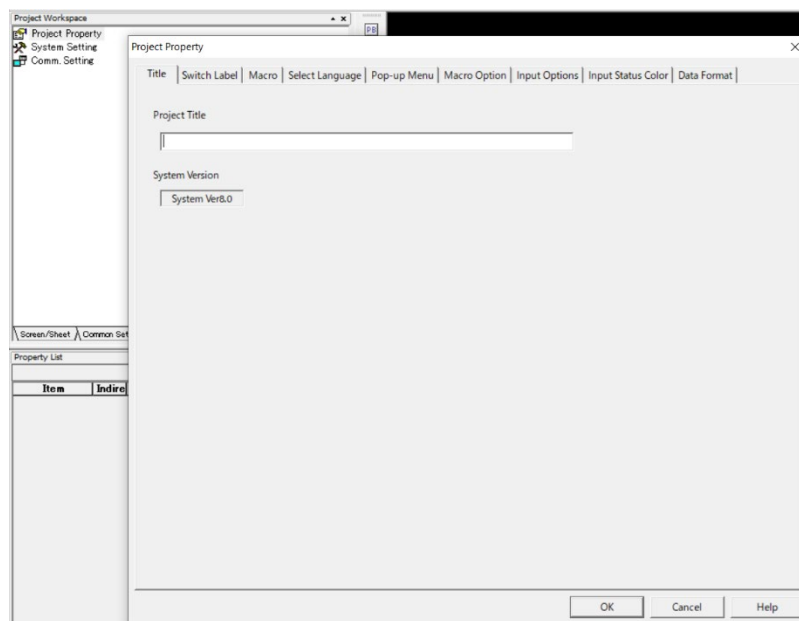 Project Workspace
Project Property
System Setting
Comm. Setting
PB
Project Property
Title
Switch Label
Macro
Select Language
Pop-up Menu
Macro Option
Input Options
Input Status Color
Data Format
Project Title
System Version
System Ver8.0
Screen/Sheet
Common Set
Property List
Item
Indire
OK
Cancel
Help